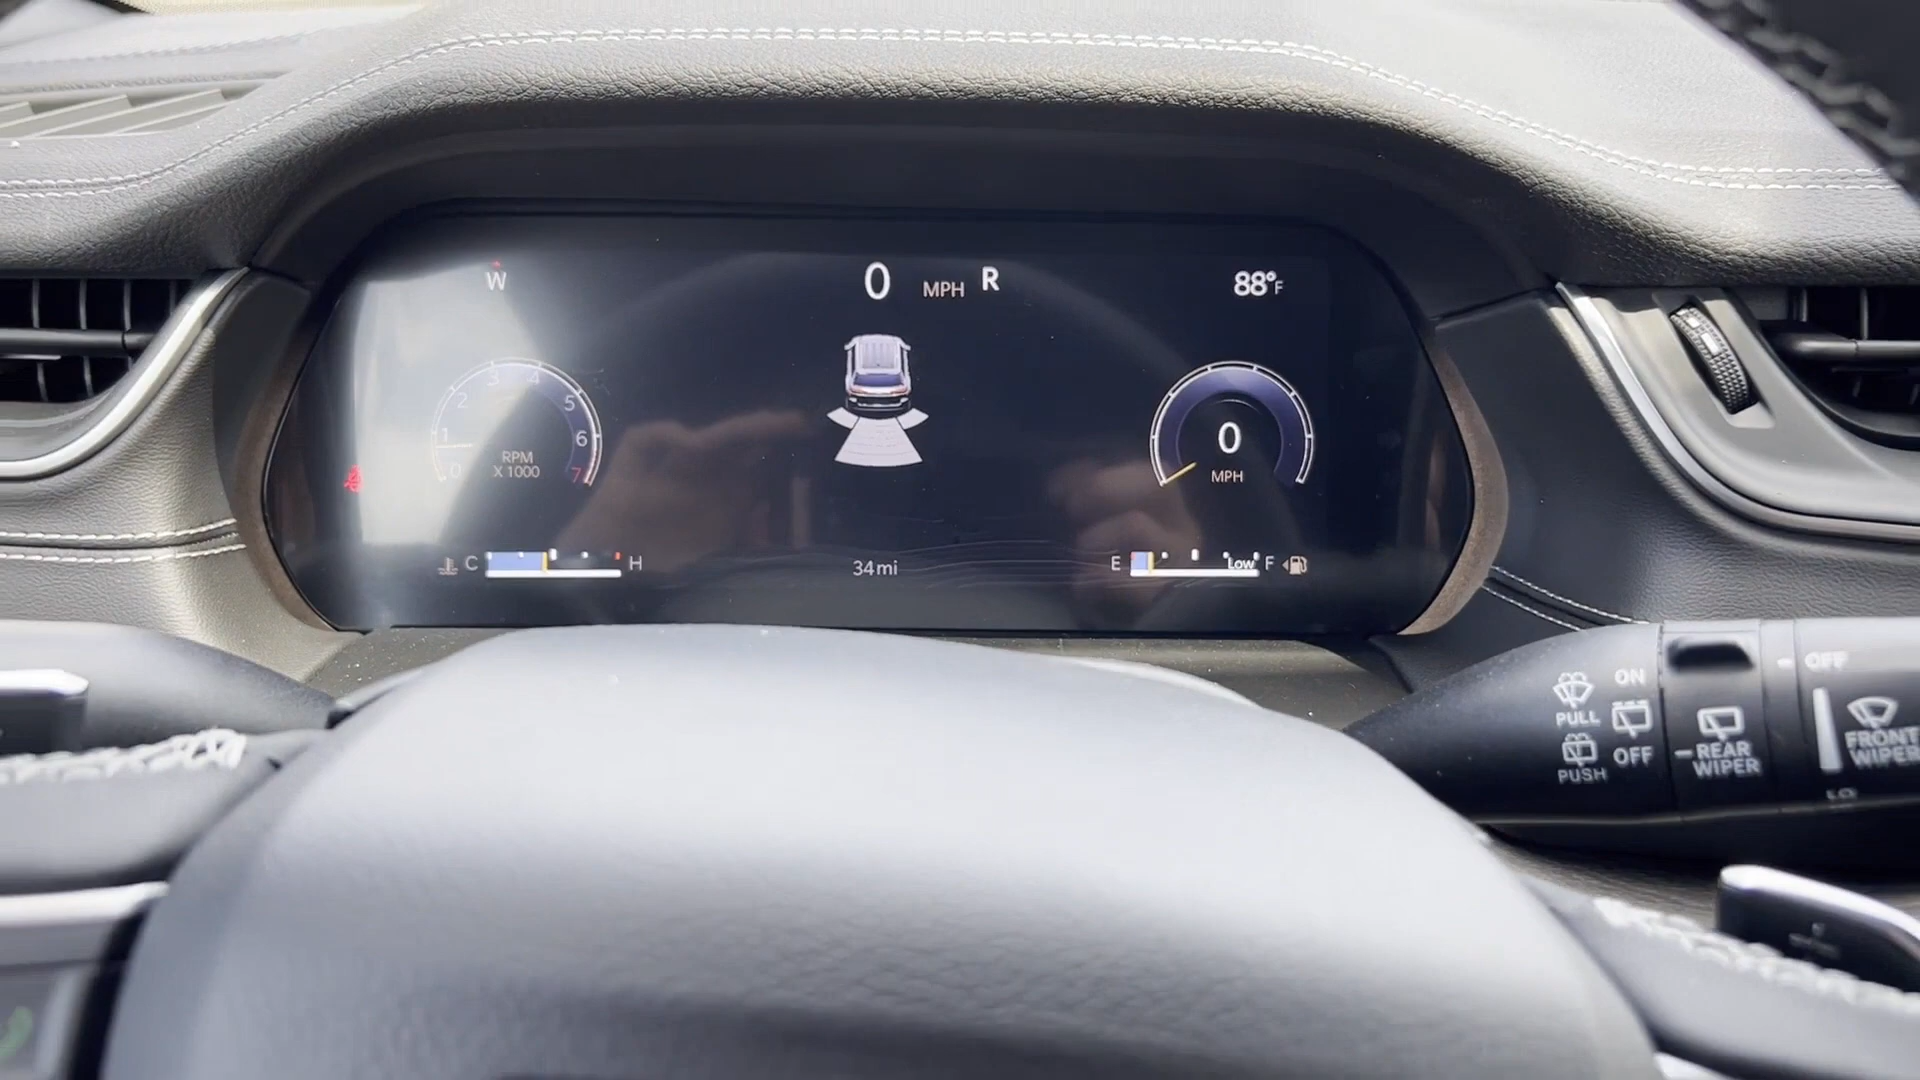 W
0 MPH R
88°F
0 1 2 3 4 5 6 7
RPM
X 1000
0
MPH
C H
34mi
E Low F
PULL
ON
PUSH
OFF
REAR
WIPER
OFF
FRONT
WIPER
LO